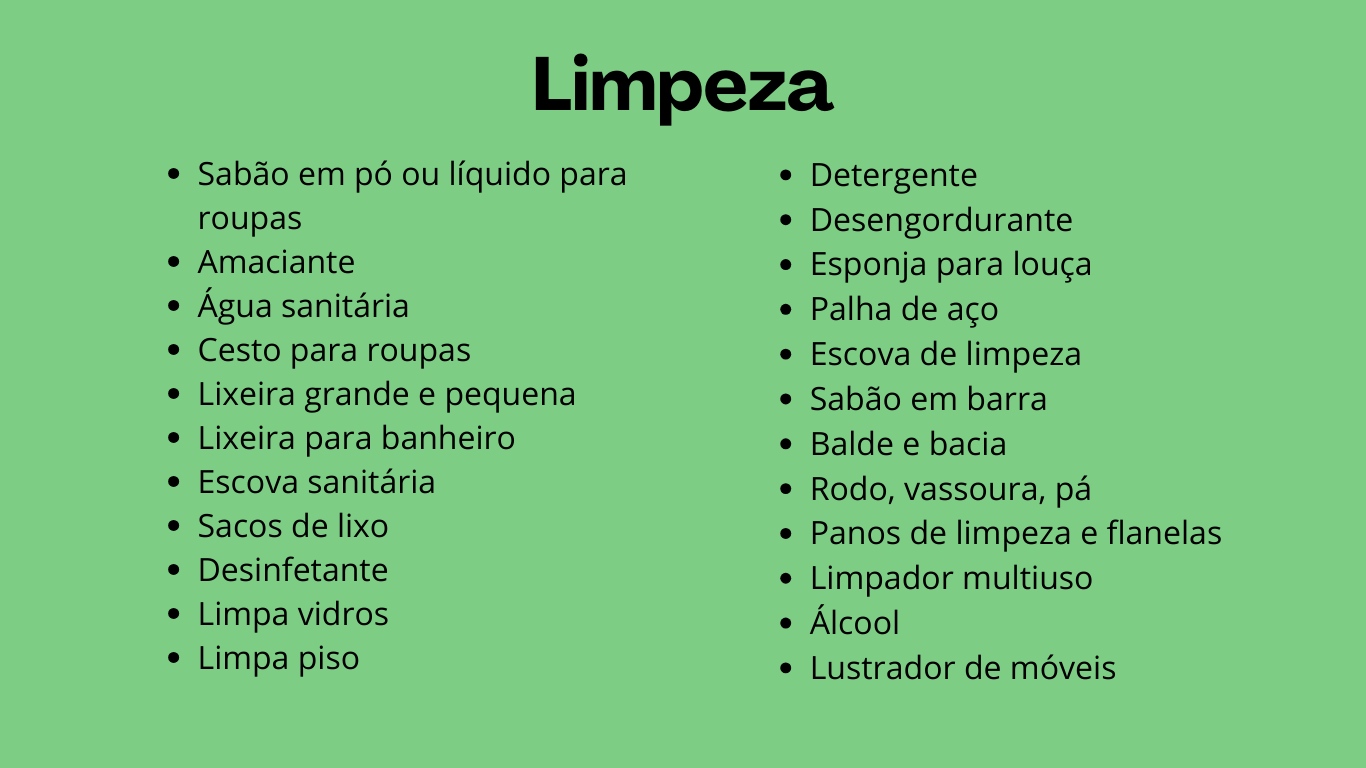 Limpeza
• Sabão em pó ou líquido para
roupas
• Amaciante
• Água sanitária
• Cesto para roupas
• Lixeira grande e pequena
• Lixeira para banheiro
• Escova sanitária
• Sacos de lixo
• Desinfetante
• Limpa vidros
• Limpa piso
• Detergente
• Desengordurante
• Esponja para louça
• Palha de aço
• Escova de limpeza
• Sabão em barra
• Balde e bacia
• Rodo, vassoura, pá
• Panos de limpeza e flanelas
• Limpador multiuso
• Álcool
• Lustrador de móveis